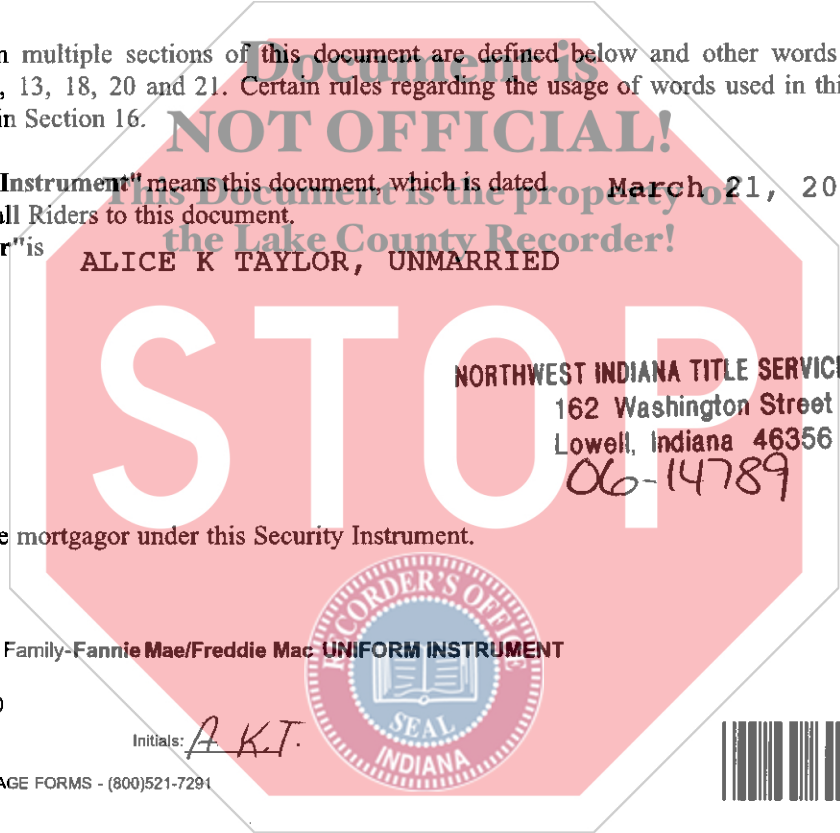 n multiple sections of this document are defined below and other words
, 13, 18, 20 and 21. Certain rules regarding the usage of words used in thi
in Section 16.
Document is
NOT OFFICIAL!
This Document is the property of
the Lake County Recorder!
Instrument" means this document, which is dated March 21, 20
all Riders to this document.
r" is
ALICE K TAYLOR, UNMARRIED
STOP
NORTHWEST INDIANA TITLE SERVIC
162 Washington Street
Lowell, Indiana 46356
06-14789
e mortgagor under this Security Instrument.
RECORDER'S OFFICE
SEAL
INDIANA
Family-Fannie Mae/Freddie Mac UNIFORM INSTRUMENT
Initials: A K.T.
AGE FORMS - (800)521-7291